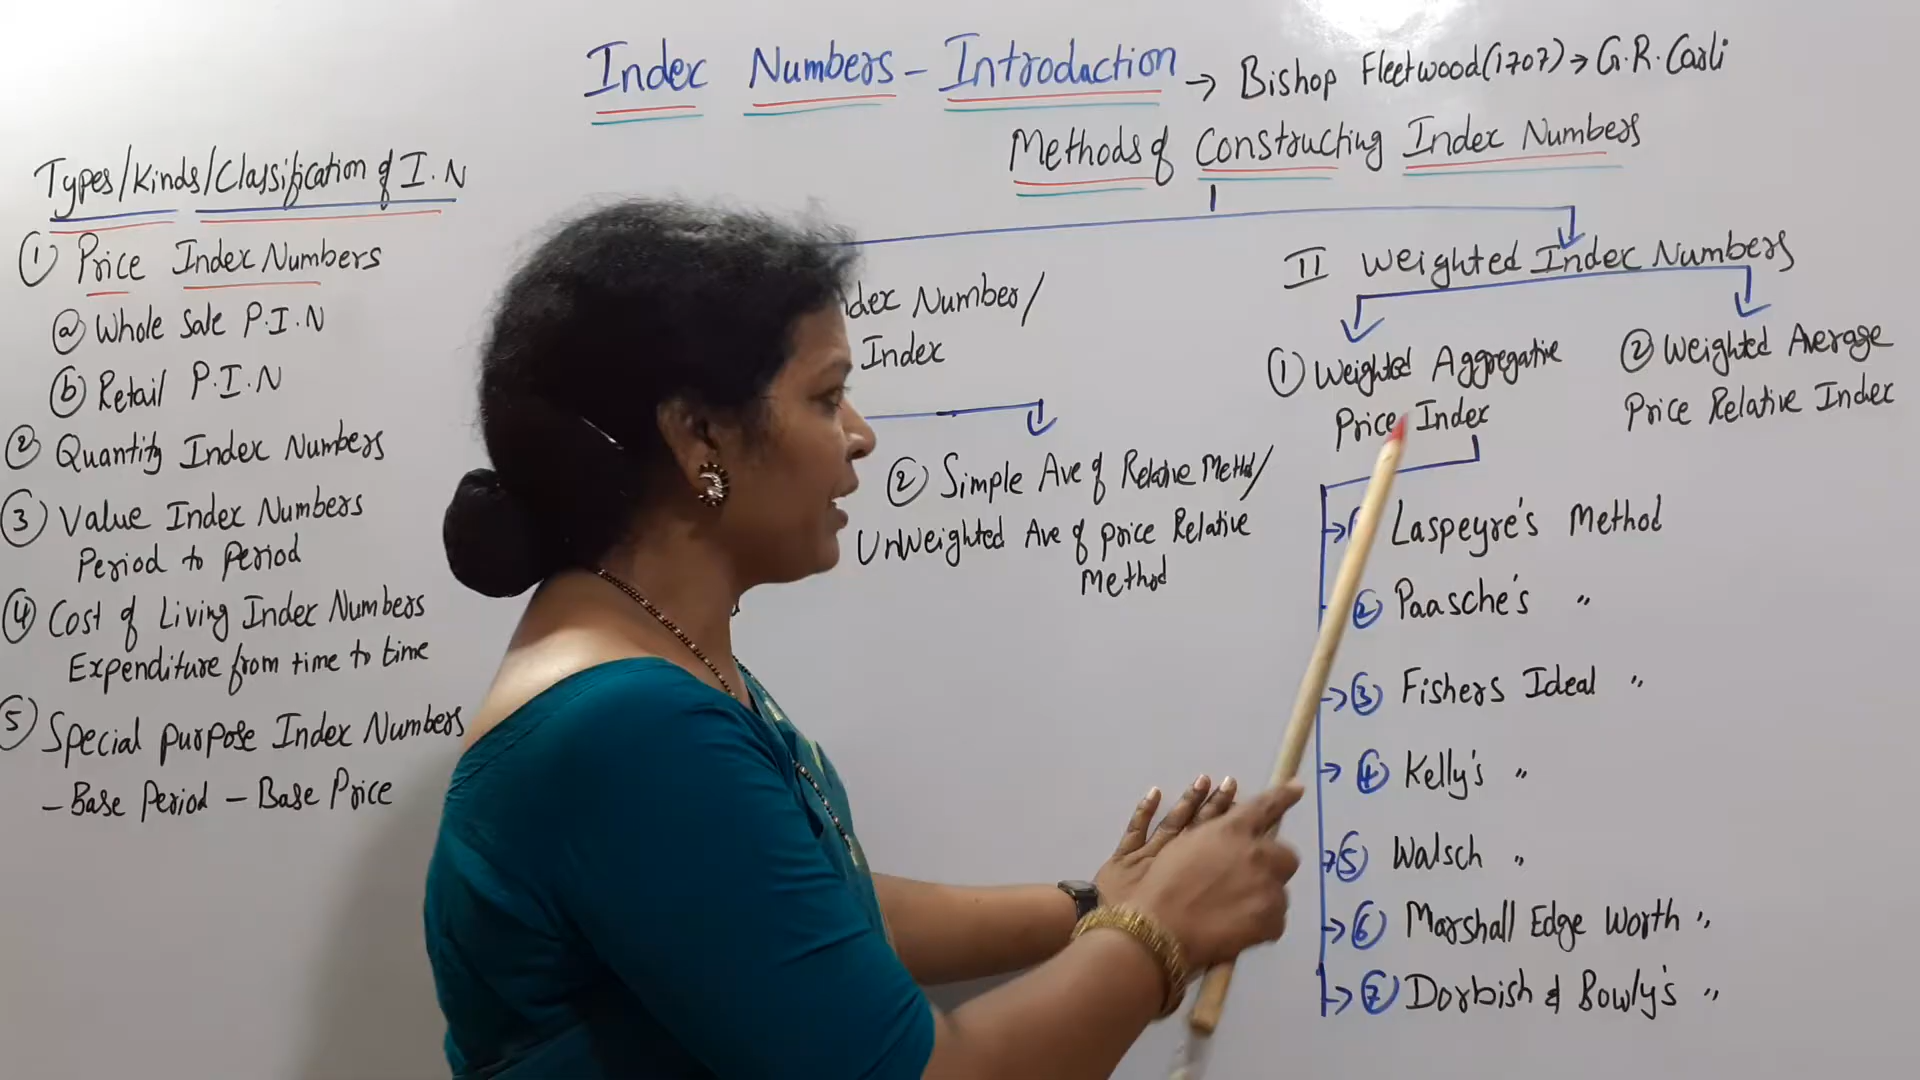 Index Numbers - Introduction → Bishop Fleetwood (1707) → G.R. Carli
Types/Kinds/Classification of I.N
① Price Index Numbers
ⓐ Whole Sale P.I.N
ⓑ Retail P.I.N
② Quantity Index Numbers
③ Value Index Numbers
Period to Period
④ Cost of Living Index Numbers
Expenditure from time to time
⑤ Special purpose Index Numbers
- Base Period - Base Price
Methods of Constructing Index Numbers
Index Number/
Index
② Simple Ave of Relative Method/
UnWeighted Ave of price Relative
Method
II Weighted Index Numbers
① Weighted Aggregative
Price Index
② Weighted Average
Price Relative Index
→ Laspeyre's Method
② Paasche's "
→ ③ Fishers Ideal "
→ ④ Kelly's "
→ ⑤ Walsch "
→ ⑥ Marshall Edge Worth "
→ ⑦ Dorbish & Bowly's "